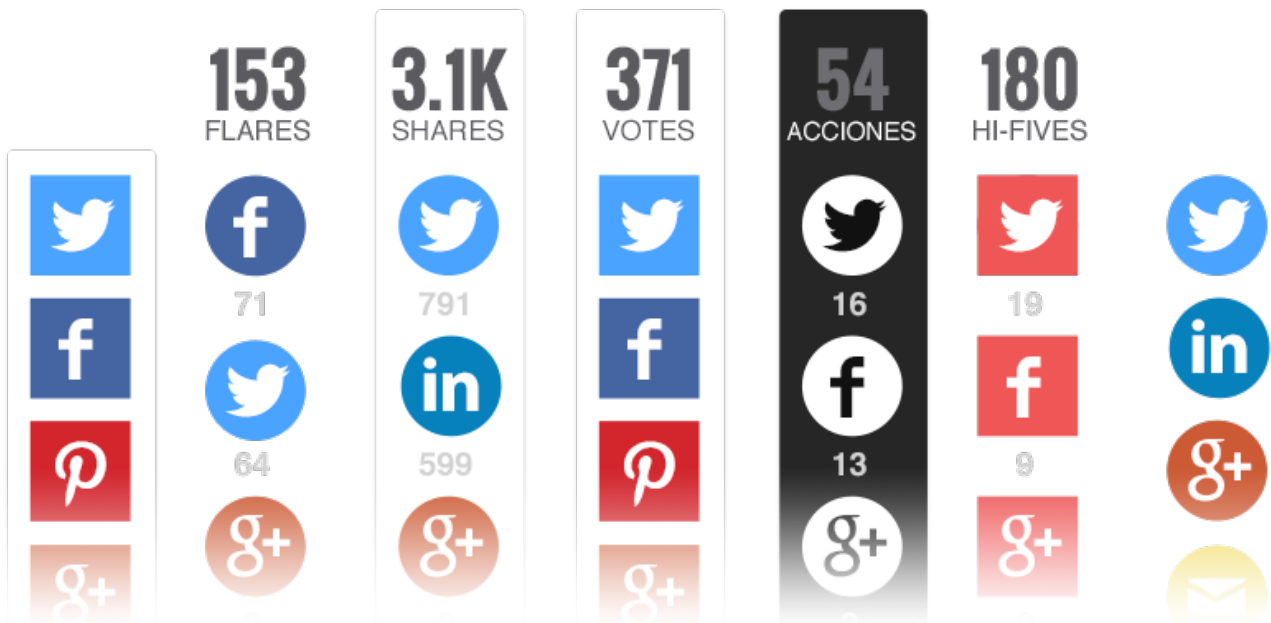 153
FLARES
71
64
3.1K
SHARES
791
599
371
VOTES
54
ACCIONES
16
13
180
HI-FIVES
19
9